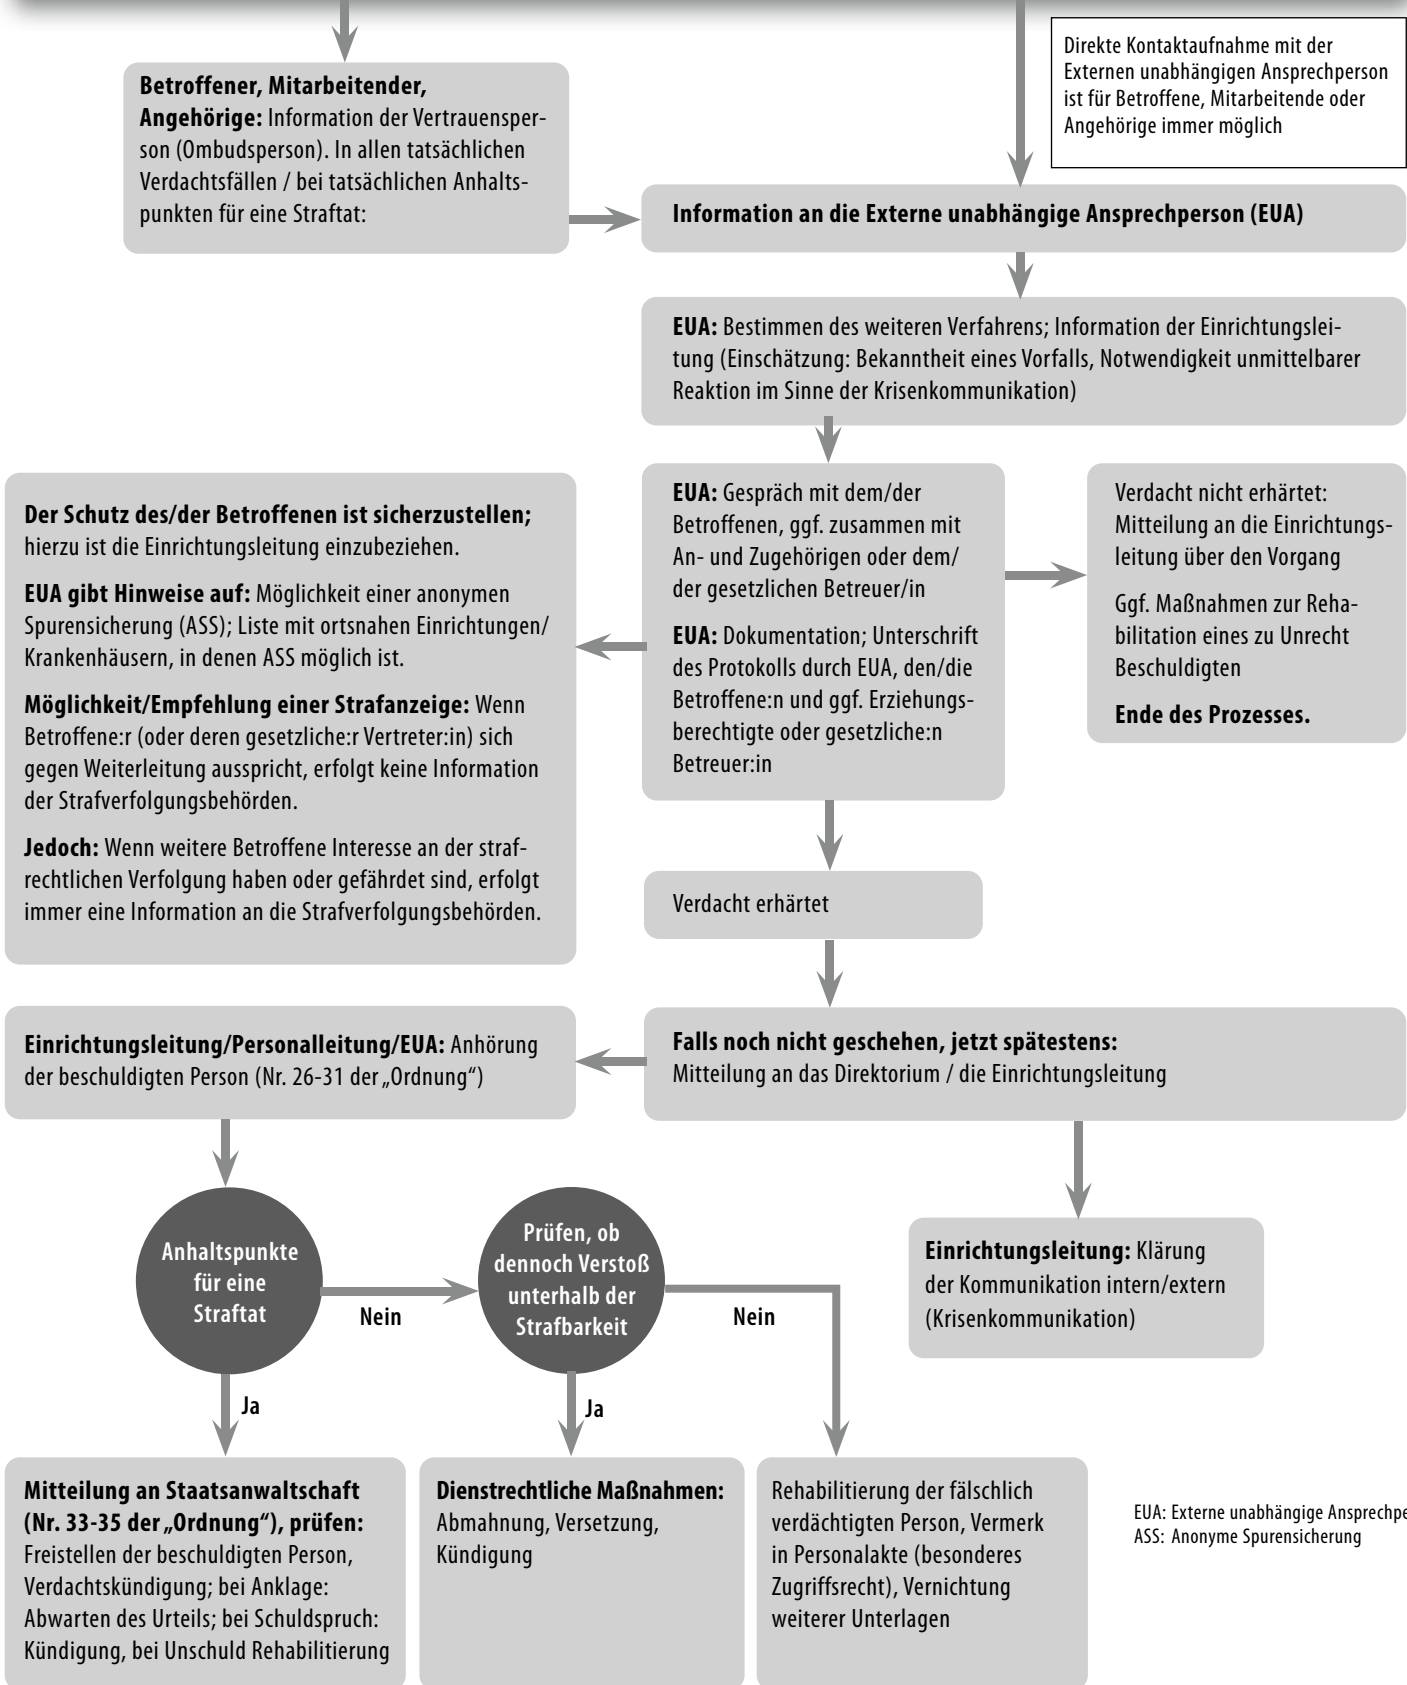 Direkte Kontaktaufnahme mit der
Externen unabhängigen Ansprechperson
ist für Betroffene, Mitarbeitende oder
Angehörige immer möglich
Betroffener, Mitarbeitender,
Angehörige: Information der Vertrauensper-
son (Ombudsperson). In allen tatsächlichen
Verdachtsfällen / bei tatsächlichen Anhalts-
punkten für eine Straftat:
Information an die Externe unabhängige Ansprechperson (EUA)
EUA: Bestimmen des weiteren Verfahrens; Information der Einrichtungslei-
tung (Einschätzung: Bekanntheit eines Vorfalls, Notwendigkeit unmittelbarer
Reaktion im Sinne der Krisenkommunikation)
EUA: Gespräch mit dem/der
Betroffenen, ggf. zusammen mit
An- und Zugehörigen oder dem/
der gesetzlichen Betreuer/in
EUA: Dokumentation; Unterschrift
des Protokolls durch EUA, den/die
Betroffene:n und ggf. Erziehungs-
berechtigte oder gesetzliche:n
Betreuer:in
Verdacht nicht erhärtet:
Mitteilung an die Einrichtungs-
leitung über den Vorgang
Ggf. Maßnahmen zur Reha-
bilitation eines zu Unrecht
Beschuldigten
Ende des Prozesses.
Der Schutz des/der Betroffenen ist sicherzustellen;
hierzu ist die Einrichtungsleitung einzubeziehen.
EUA gibt Hinweise auf: Möglichkeit einer anonymen
Spurensicherung (ASS); Liste mit ortsnahen Einrichtungen/
Krankenhäusern, in denen ASS möglich ist.
Möglichkeit/Empfehlung einer Strafanzeige: Wenn
Betroffene:r (oder deren gesetzliche:r Vertreter:in) sich
gegen Weiterleitung ausspricht, erfolgt keine Information
der Strafverfolgungsbehörden.
Jedoch: Wenn weitere Betroffene Interesse an der straf-
rechtlichen Verfolgung haben oder gefährdet sind, erfolgt
immer eine Information an die Strafverfolgungsbehörden.
Verdacht erhärtet
Falls noch nicht geschehen, jetzt spätestens:
Mitteilung an das Direktorium / die Einrichtungsleitung
Einrichtungsleitung/Personalleitung/EUA: Anhörung
der beschuldigten Person (Nr. 26-31 der „Ordnung“)
Einrichtungsleitung: Klärung
der Kommunikation intern/extern
(Krisenkommunikation)
Anhaltspunkte
für eine
Straftat
Nein
Prüfen, ob
dennoch Verstoß
unterhalb der
Strafbarkeit
Nein
Ja
Ja
Mitteilung an Staatsanwaltschaft
(Nr. 33-35 der „Ordnung“), prüfen:
Freistellen der beschuldigten Person,
Verdachtskündigung; bei Anklage:
Abwarten des Urteils; bei Schuldspruch:
Kündigung, bei Unschuld Rehabilitierung
Dienstrechtliche Maßnahmen:
Abmahnung, Versetzung,
Kündigung
Rehabilitierung der fälschlich
verdächtigten Person, Vermerk
in Personalakte (besonderes
Zugriffsrecht), Vernichtung
weiterer Unterlagen
EUA: Externe unabhängige Ansprechpe
ASS: Anonyme Spurensicherung